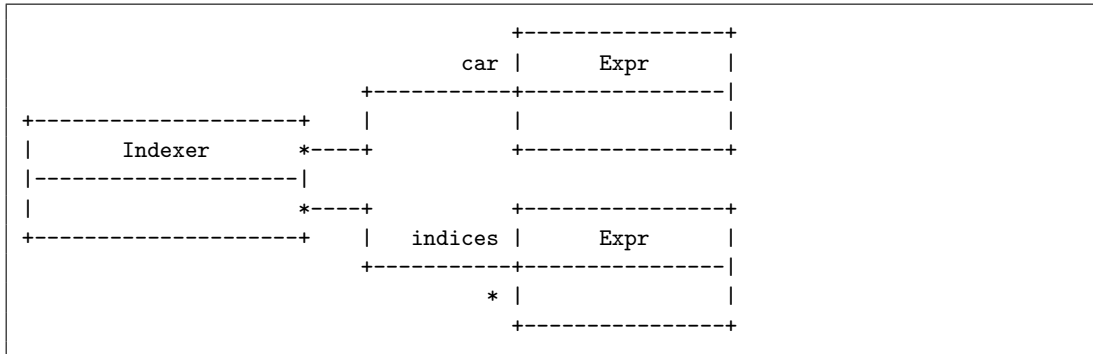 +----------------+
                                   car |      Expr      |
                           +-----------+----------------|
+---------------------+    |           |                |
|       Indexer       *----+           +----------------+
|---------------------|
|                     *----+           +----------------+
+---------------------+    |   indices |      Expr      |
                           +-----------+----------------|
                                     * |                |
                                       +----------------+